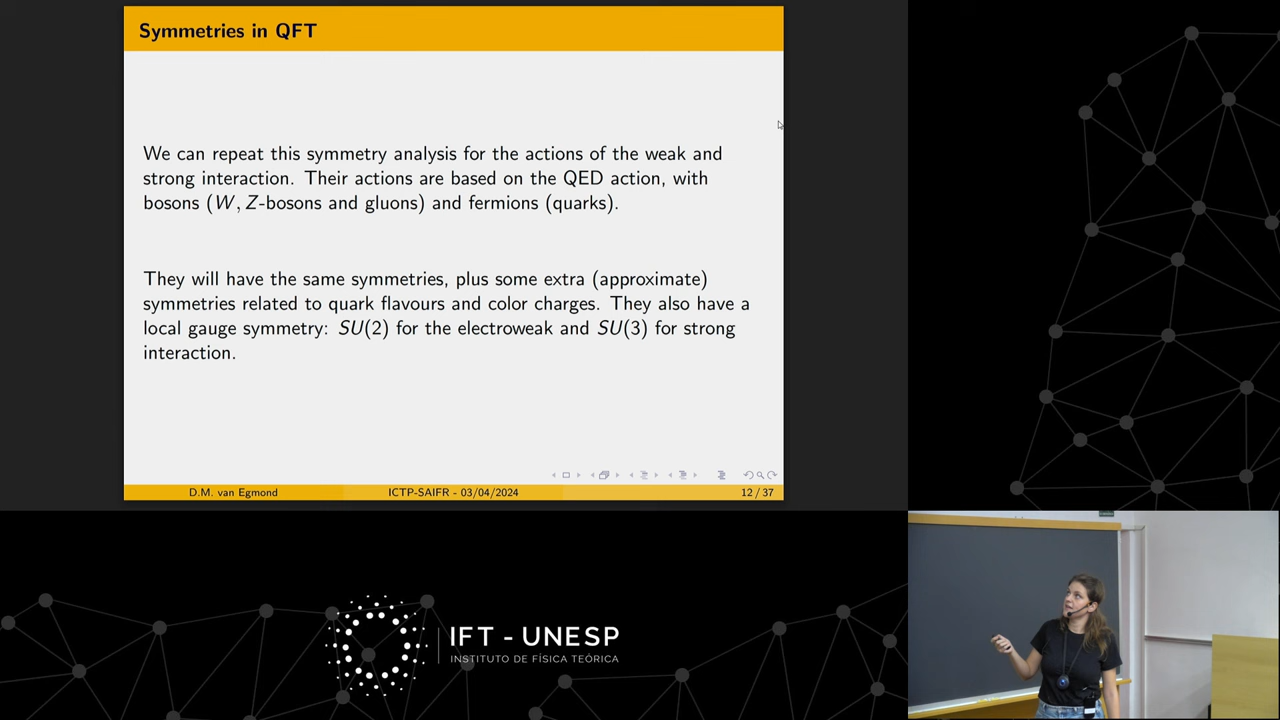 Symmetries in QFT
We can repeat this symmetry analysis for the actions of the weak and
strong interaction. Their actions are based on the QED action, with
bosons (W, Z-bosons and gluons) and fermions (quarks).
They will have the same symmetries, plus some extra (approximate)
symmetries related to quark flavours and color charges. They also have a
local gauge symmetry: SU(2) for the electroweak and SU(3) for strong
interaction.
D.M. van Egmond
ICTP-SAIFR - 03/04/2024
12 / 37
IFT - UNESP
INSTITUTO DE FÍSICA TEÓRICA